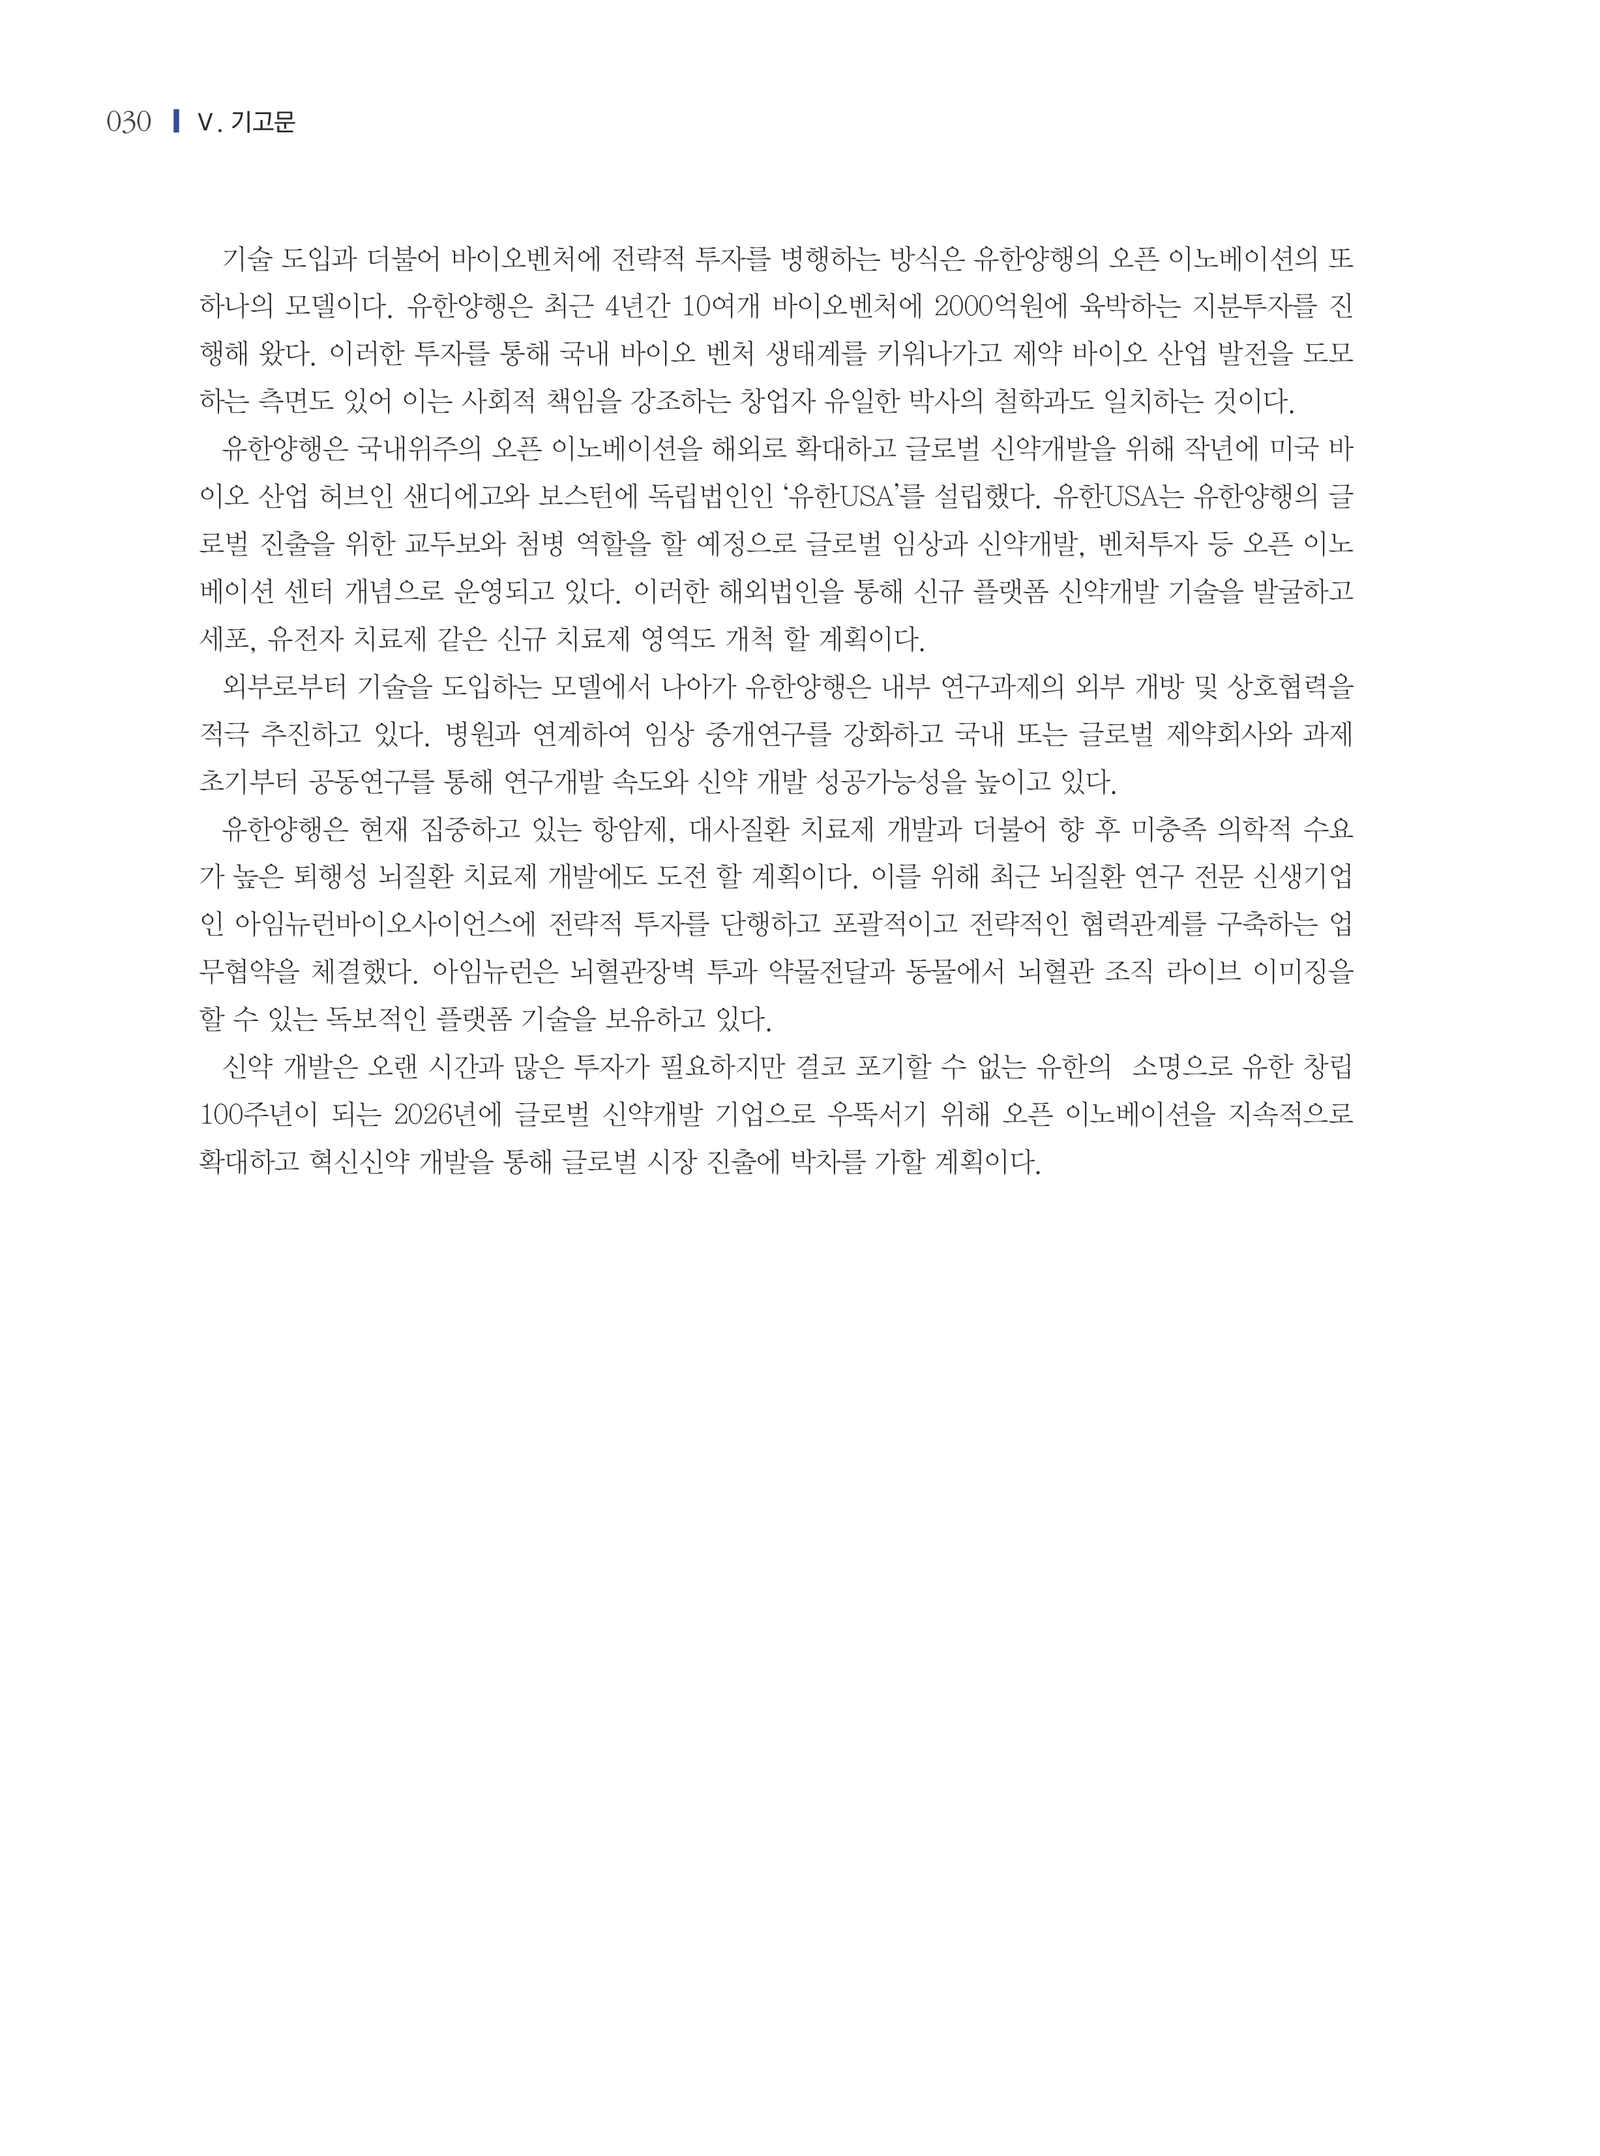 030 V. 기고문
기술 도입과 더불어 바이오벤처에 전략적 투자를 병행하는 방식은 유한양행의 오픈 이노베이션의 또
하나의 모델이다. 유한양행은 최근 4년간 10여개 바이오벤처에 2000억원에 육박하는 지분투자를 진
행해 왔다. 이러한 투자를 통해 국내 바이오 벤처 생태계를 키워나가고 제약 바이오 산업 발전을 도모
하는 측면도 있어 이는 사회적 책임을 강조하는 창업자 유일한 박사의 철학과도 일치하는 것이다.
유한양행은 국내위주의 오픈 이노베이션을 해외로 확대하고 글로벌 신약개발을 위해 작년에 미국 바
이오 산업 허브인 샌디에고와 보스턴에 독립법인인 ‘유한USA’를 설립했다. 유한USA는 유한양행의 글
로벌 진출을 위한 교두보와 첨병 역할을 할 예정으로 글로벌 임상과 신약개발, 벤처투자 등 오픈 이노
베이션 센터 개념으로 운영되고 있다. 이러한 해외법인을 통해 신규 플랫폼 신약개발 기술을 발굴하고
세포, 유전자 치료제 같은 신규 치료제 영역도 개척 할 계획이다.
외부로부터 기술을 도입하는 모델에서 나아가 유한양행은 내부 연구과제의 외부 개방 및 상호협력을
적극 추진하고 있다. 병원과 연계하여 임상 중개연구를 강화하고 국내 또는 글로벌 제약회사와 과제
초기부터 공동연구를 통해 연구개발 속도와 신약 개발 성공가능성을 높이고 있다.
유한양행은 현재 집중하고 있는 항암제, 대사질환 치료제 개발과 더불어 향 후 미충족 의학적 수요
가 높은 퇴행성 뇌질환 치료제 개발에도 도전 할 계획이다. 이를 위해 최근 뇌질환 연구 전문 신생기업
인 아임뉴런바이오사이언스에 전략적 투자를 단행하고 포괄적이고 전략적인 협력관계를 구축하는 업
무협약을 체결했다. 아임뉴런은 뇌혈관장벽 투과 약물전달과 동물에서 뇌혈관 조직 라이브 이미징을
할 수 있는 독보적인 플랫폼 기술을 보유하고 있다.
신약 개발은 오랜 시간과 많은 투자가 필요하지만 결코 포기할 수 없는 유한의 소명으로 유한 창립
100주년이 되는 2026년에 글로벌 신약개발 기업으로 우뚝서기 위해 오픈 이노베이션을 지속적으로
확대하고 혁신신약 개발을 통해 글로벌 시장 진출에 박차를 가할 계획이다.